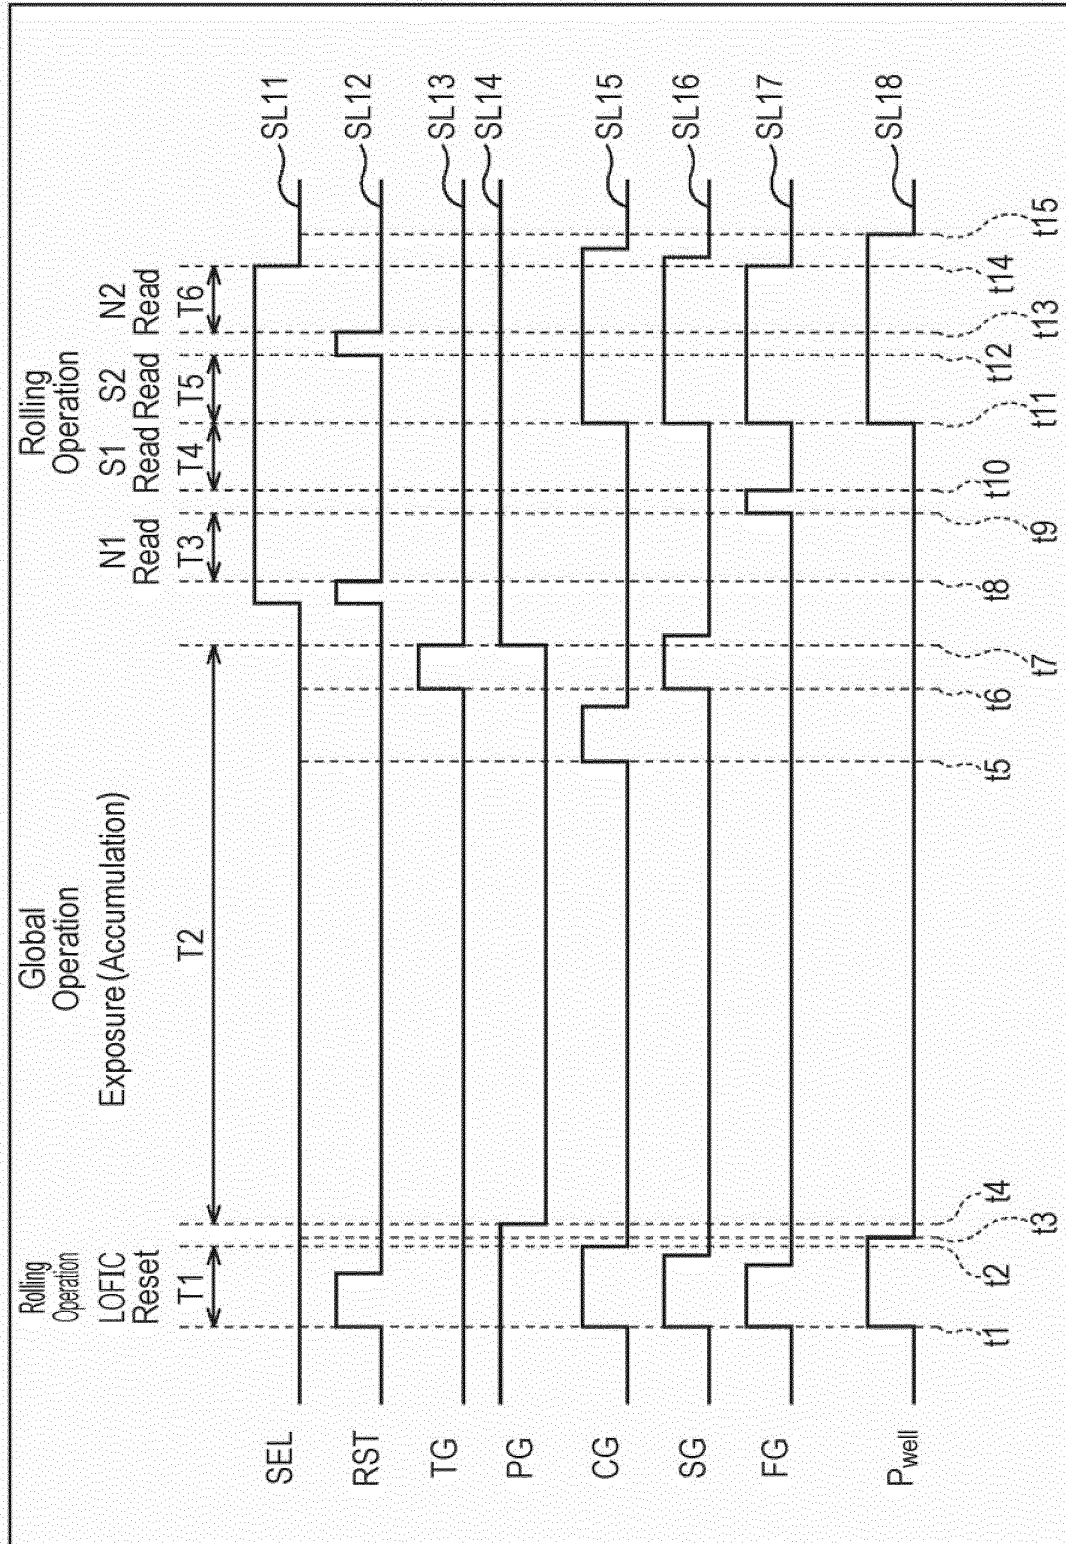 Rolling
Operation
Global
Operation
Rolling
Operation
LOFIC
Reset
Exposure (Accumulation)
N1
Read
S1
Read
S2
Read
N2
Read
T1
T2
T3
T4
T5
T6
SEL
SL11
RST
SL12
TG
SL13
PG
SL14
CG
SL15
SG
SL16
FG
SL17
Pwell
SL18
t1
t2
t3
t4
t5
t6
t7
t8
t9
t10
t11
t12
t13
t14
t15